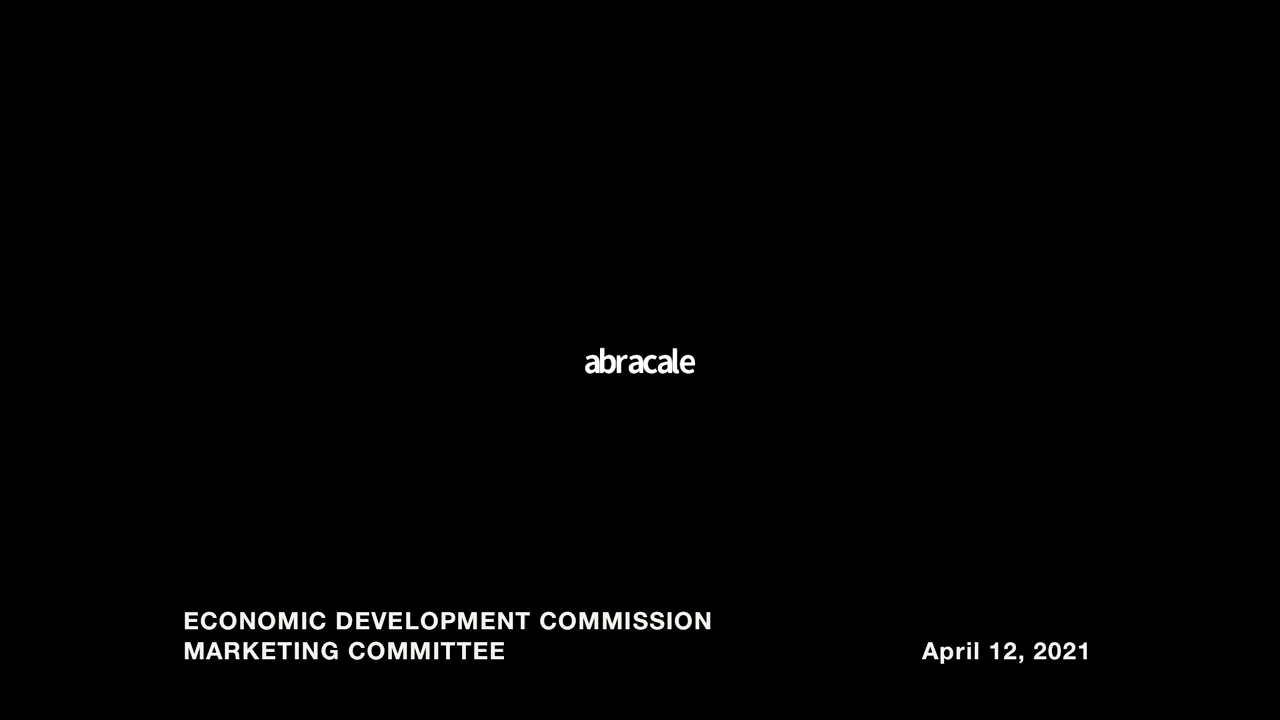 abracale
ECONOMIC DEVELOPMENT COMMISSION
MARKETING COMMITTEE
April 12, 2021